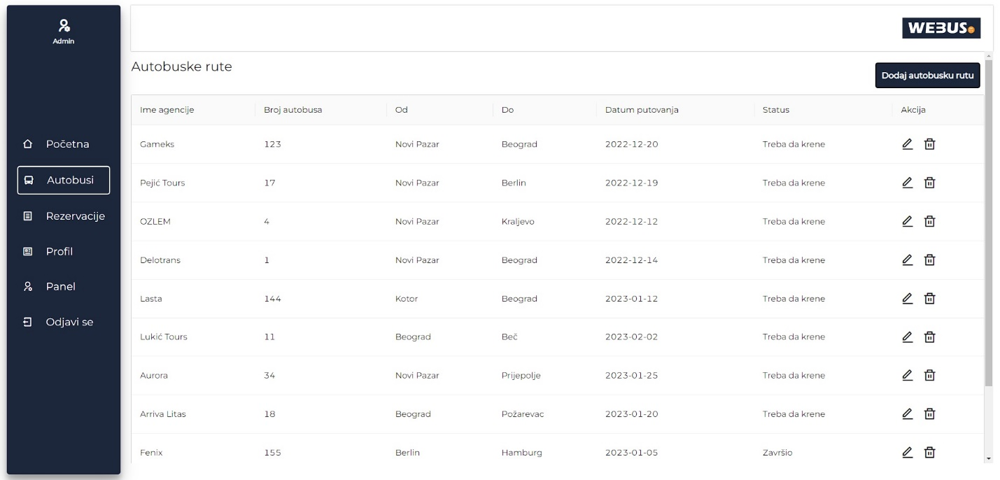 Admin
WEBUS
Autobuske rute
Dodaj autobusku rutu
Početna
Autobusi
Rezervacije
Profil
Panel
Odjavi se
Ime agencije Broj autobusa Od Do Datum putovanja Status Akcija
Gameks 123 Novi Pazar Beograd 2022-12-20 Treba da krene
Pejić Tours 17 Novi Pazar Berlin 2022-12-19 Treba da krene
OZLEM 4 Novi Pazar Kraljevo 2022-12-12 Treba da krene
Delotrans 1 Novi Pazar Beograd 2022-12-14 Treba da krene
Lasta 144 Kotor Beograd 2023-01-12 Treba da krene
Lukić Tours 11 Beograd Beč 2023-02-02 Treba da krene
Aurora 34 Novi Pazar Prijepolje 2023-01-25 Treba da krene
Arriva Litas 18 Beograd Požarevac 2023-01-20 Treba da krene
Fenix 155 Berlin Hamburg 2023-01-05 Završio